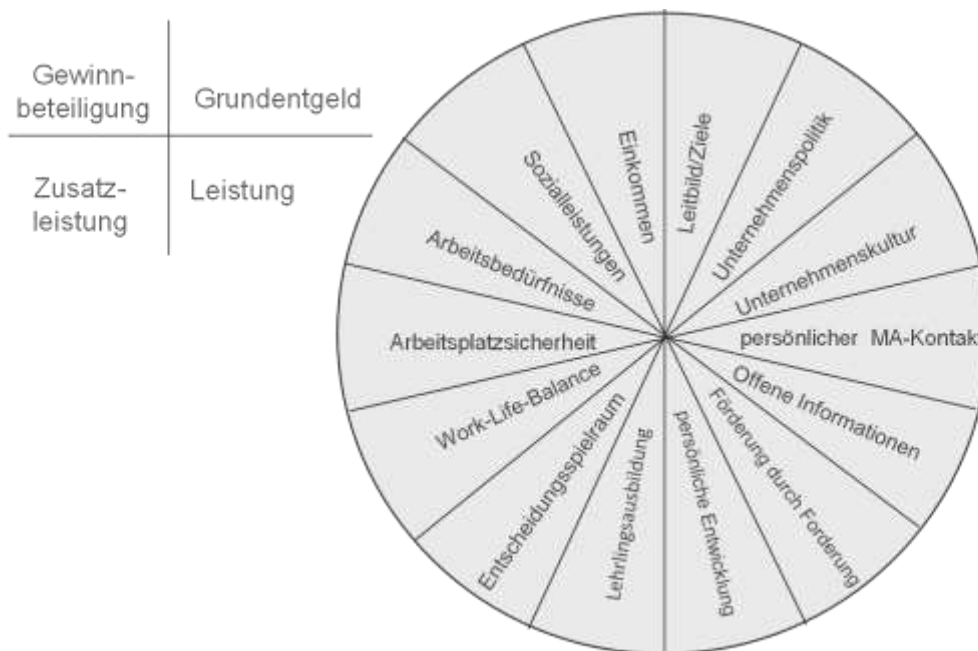 Gewinn-
beteiligung
Grundentgeld
Zusatz-
leistung
Leistung
Einkommen
Leitbild/Ziele
Unternehmenspolitik
Unternehmenskultur
persönlicher MA-Kontakt
Offene Informationen
Förderung durch Forderung
persönliche Entwicklung
Lehrlingsausbildung
Entscheidungsspielraum
Work-Life-Balance
Arbeitsplatzsicherheit
Arbeitsbedürfnisse
Sozialleistungen